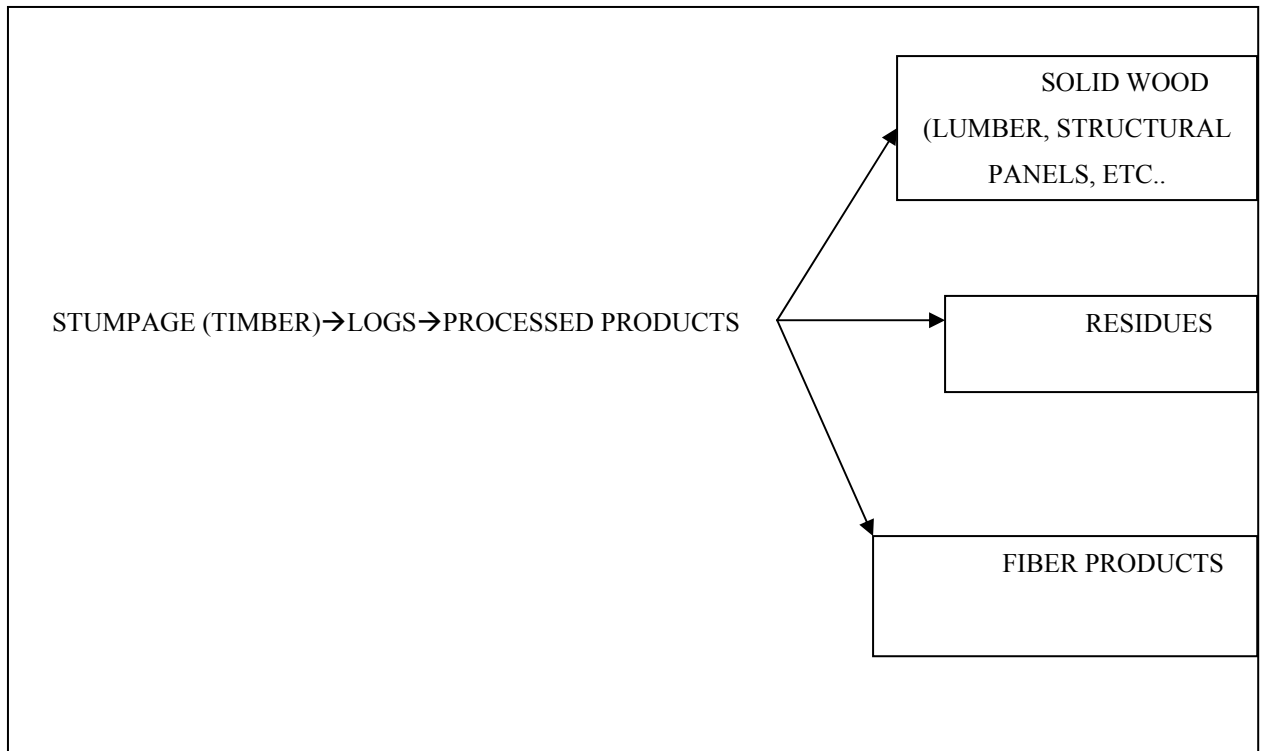 SOLID WOOD
(LUMBER, STRUCTURAL
PANELS, ETC..
STUMPAGE (TIMBER)→LOGS→PROCESSED PRODUCTS
RESIDUES
FIBER PRODUCTS